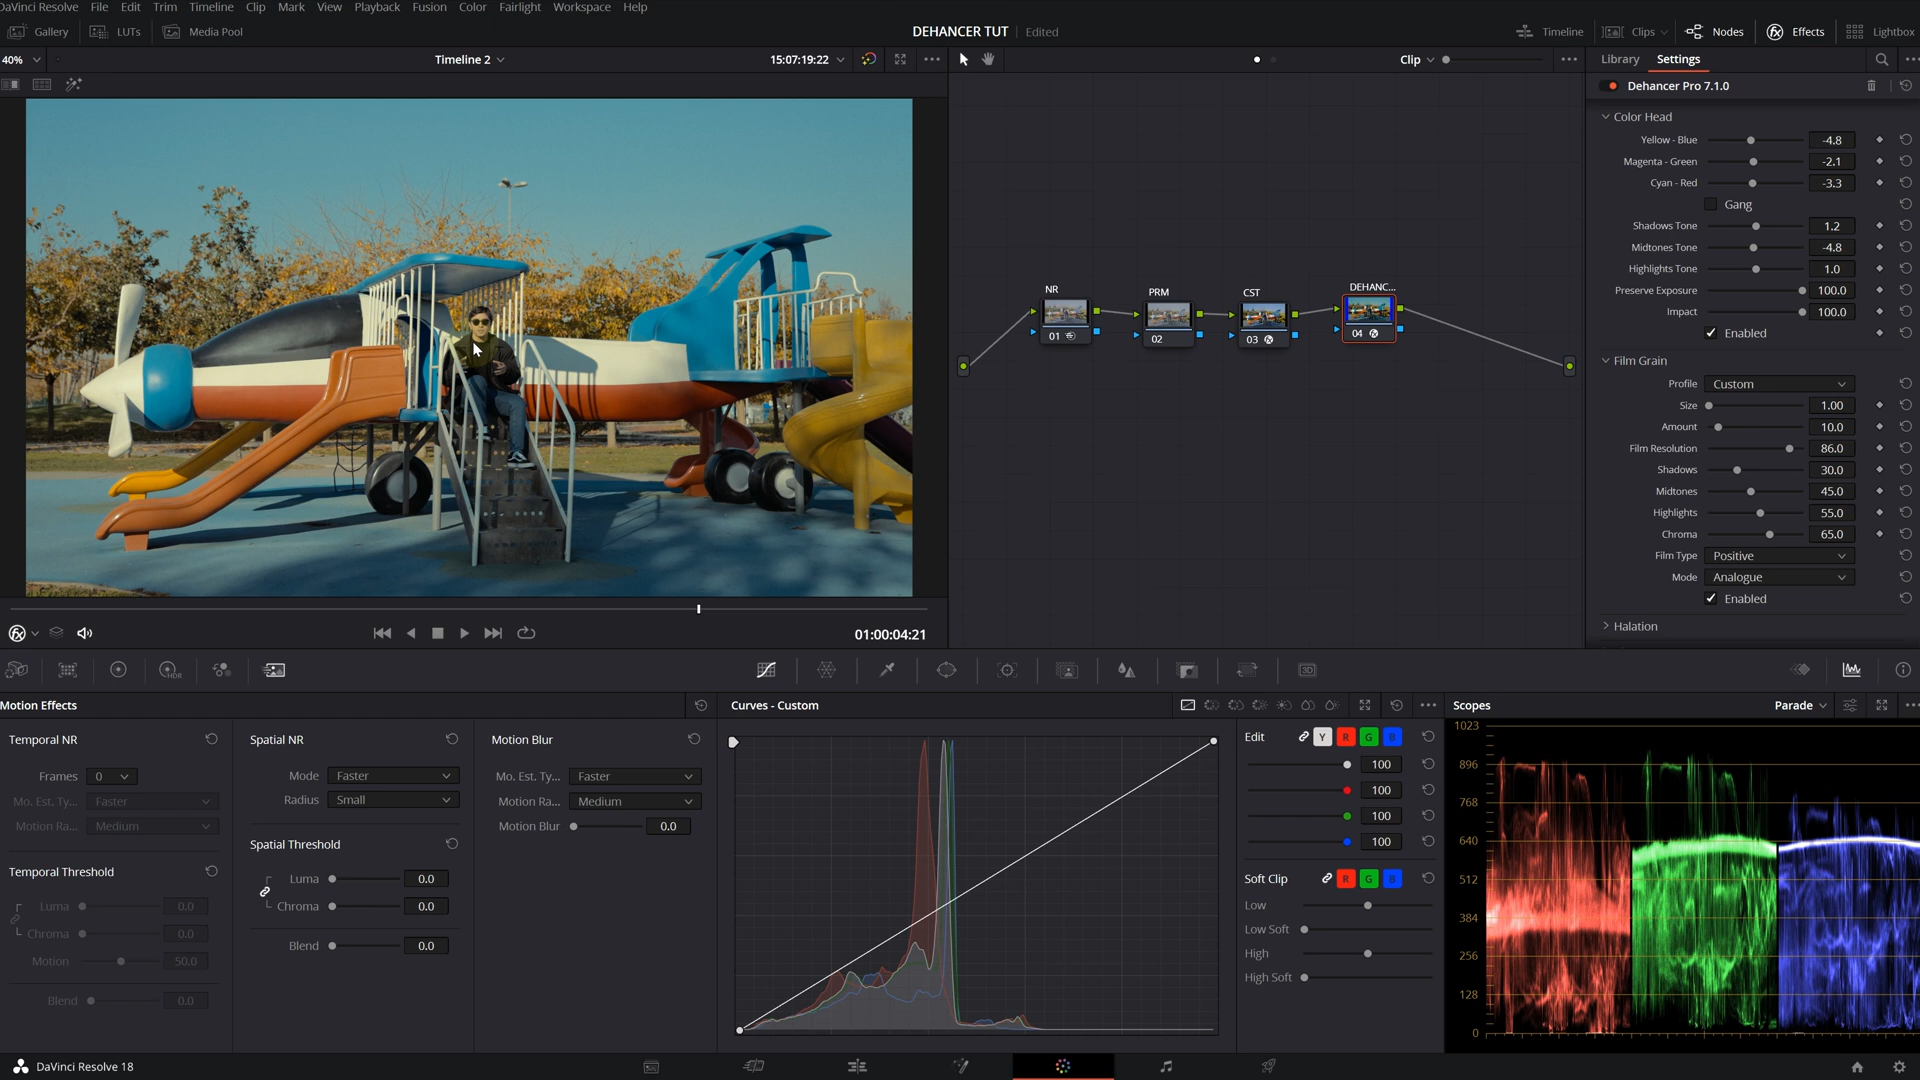 DaVinci Resolve File Edit Trim Timeline Clip Mark View Playback Fusion Color Fairlight Workspace Help
Gallery LUTs Media Pool DEHANCER TUT Edited Timeline Clips Nodes Effects Lightbox
40% Timeline 2 15:07:19:22 Clip Library Settings
Dehancer Pro 7.1.0
Color Head
Yellow - Blue -4.8
Magenta - Green -2.1
Cyan - Red -3.3
Gang
Shadows Tone 1.2
Midtones Tone -4.8
Highlights Tone 1.0
Preserve Exposure 100.0
Impact 100.0
Enabled
Film Grain
Profile Custom
Size 1.00
Amount 10.0
Film Resolution 86.0
Shadows 30.0
Midtones 45.0
Highlights 55.0
Chroma 65.0
Film Type Positive
Mode Analogue
Enabled
Halation
NR PRM CST DEHANC...
01 02 03 04
01:00:04:21
HDR 3D
Motion Effects
Temporal NR
Frames 0
Mo. Est. Ty... Faster
Motion Ra... Medium
Temporal Threshold
Luma 0.0
Chroma 0.0
Motion 50.0
Blend 0.0
Spatial NR
Mode Faster
Radius Small
Spatial Threshold
Luma 0.0
Chroma 0.0
Blend 0.0
Motion Blur
Mo. Est. Ty... Faster
Motion Ra... Medium
Motion Blur 0.0
Curves - Custom
Edit Y R G B
100
100
100
100
Soft Clip R G B
Low
Low Soft
High
High Soft
Scopes Parade
1023
896
768
640
512
384
256
128
0
DaVinci Resolve 18